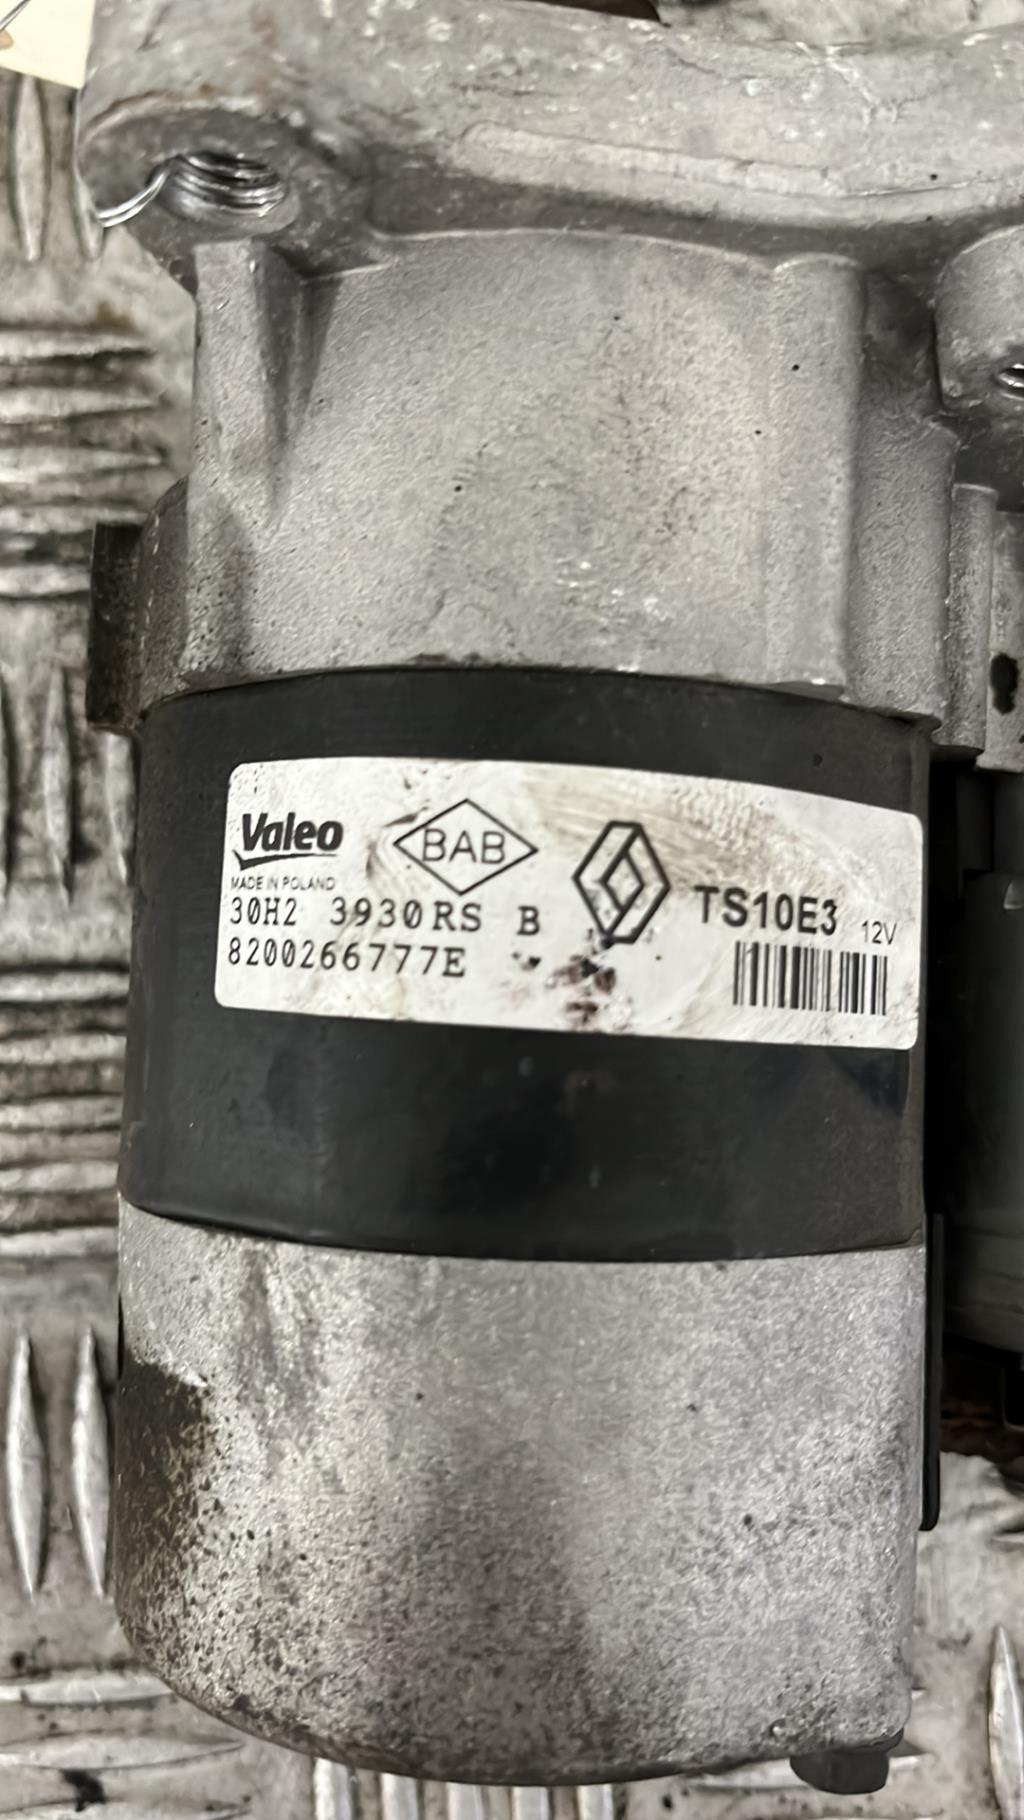 Valeo
MADE IN POLAND
BAB
TS10E3 12V
30H2 3930RS B
8200266777E